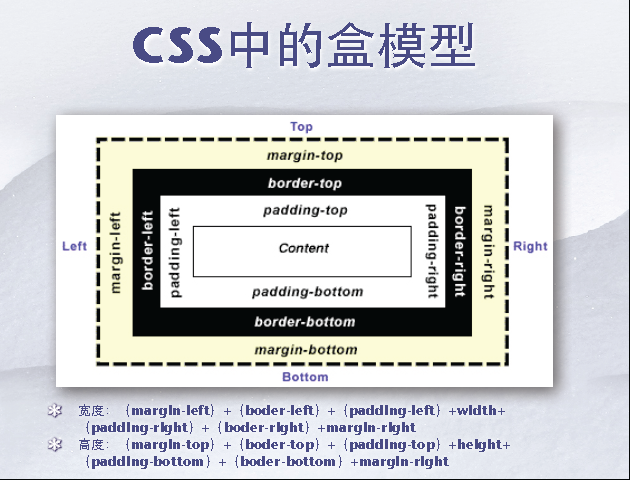 CSS中的盒模型
Top
margin-top
border-top
padding-top
Left
margin-left
border-left
padding-left
Content
padding-right
border-right
margin-right
Right
padding-bottom
border-bottom
margin-bottom
Bottom
宽度：（margin-left）+（boder-left）+（padding-left）+width+
（padding-right）+（boder-right）+margin-right
高度：（margin-top）+（boder-top）+（padding-top）+height+
（padding-bottom）+（boder-bottom）+margin-right